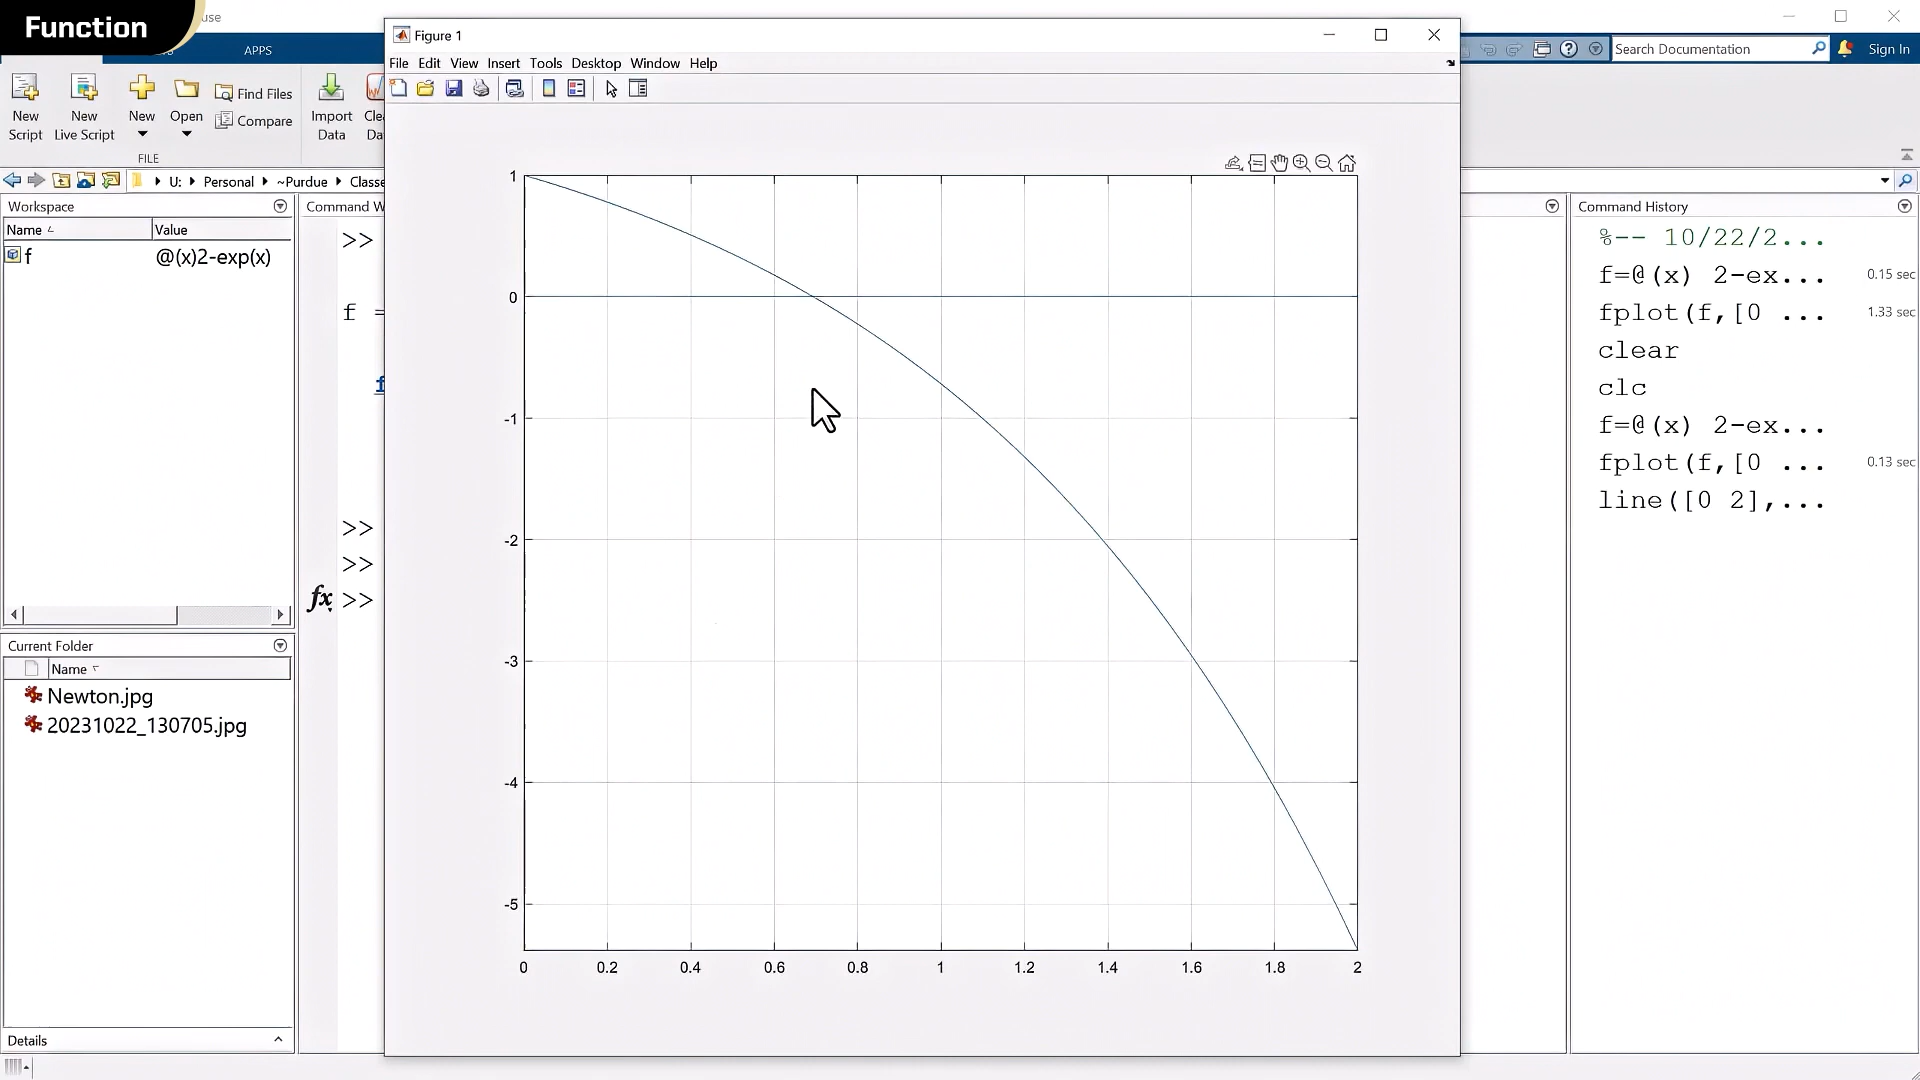 Function
use
APPS
Search Documentation
Sign In
New
Script
New
Live Script
New
Open
Find Files
Compare
Import
Data
Clea
Da
FILE
U:
Personal
~Purdue
Classe
Workspace
Name
Value
f
@(x)2-exp(x)
Current Folder
Name
Newton.jpg
20231022_130705.jpg
Details
Command W
>>
f =
f
>>
>>
fx >>
Figure 1
File Edit View Insert Tools Desktop Window Help
1
0
-1
-2
-3
-4
-5
0 0.2 0.4 0.6 0.8 1 1.2 1.4 1.6 1.8 2
Command History
%-- 10/22/2...
f=@(x) 2-ex... 0.15 sec
fplot(f,[0 ... 1.33 sec
clear
clc
f=@(x) 2-ex...
fplot(f,[0 ... 0.13 sec
line([0 2],...